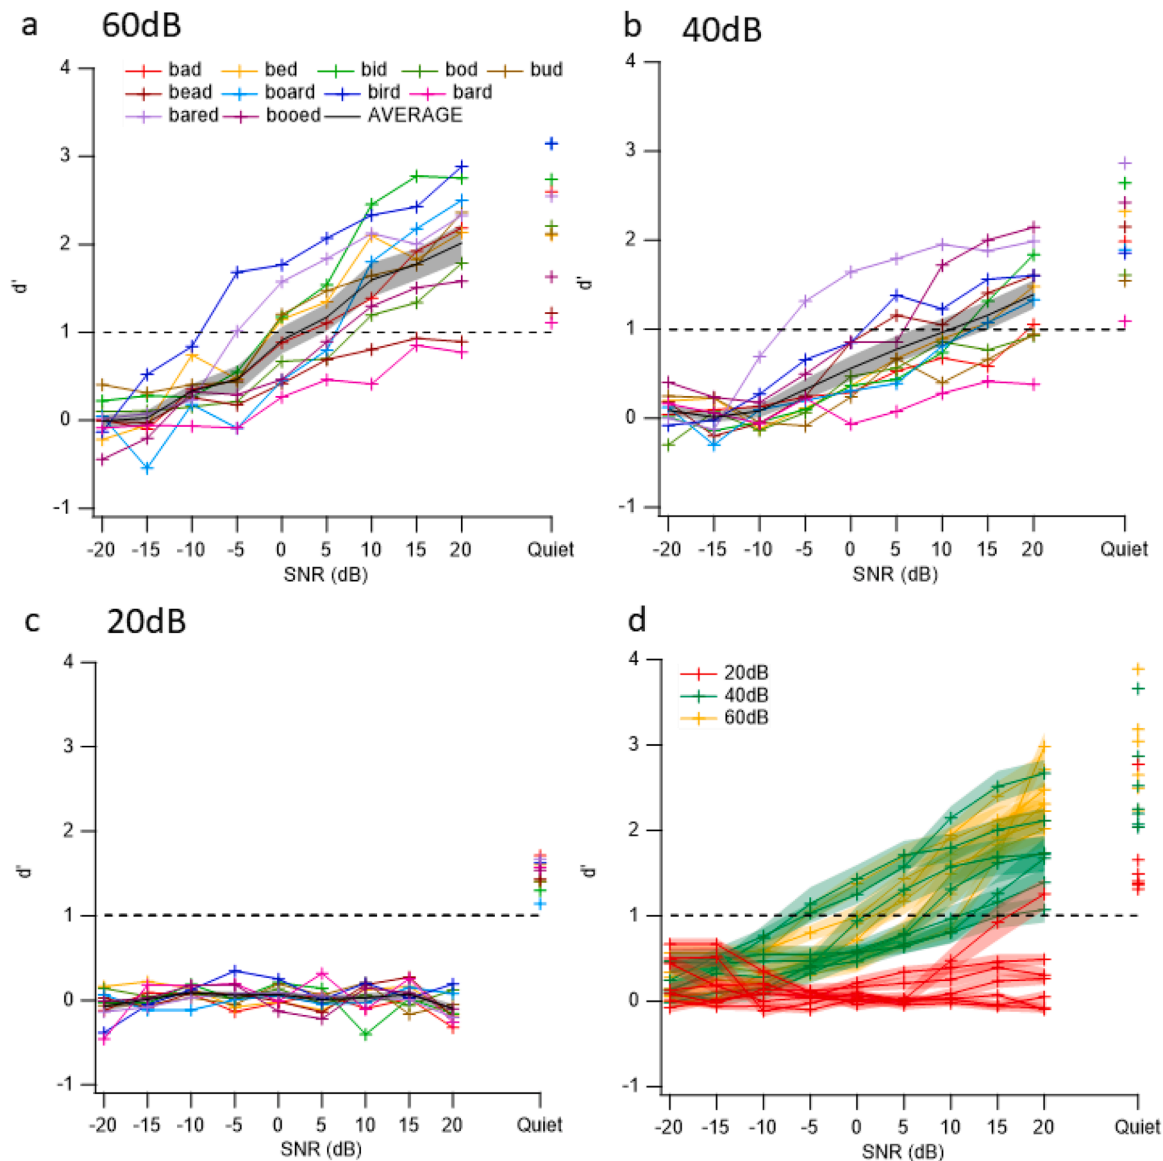 a 60dB
4
bad bed bid bod bud
bead board bird bard
bared booed AVERAGE
3
2
d'
1
0
-1
-20 -15 -10 -5 0 5 10 15 20 Quiet
SNR (dB)
b 40dB
4
3
2
d'
1
0
-1
-20 -15 -10 -5 0 5 10 15 20 Quiet
SNR (dB)
c 20dB
4
3
2
d'
1
0
-1
-20 -15 -10 -5 0 5 10 15 20 Quiet
SNR (dB)
d
4
20dB
40dB
60dB
3
2
d'
1
0
-1
-20 -15 -10 -5 0 5 10 15 20 Quiet
SNR (dB)